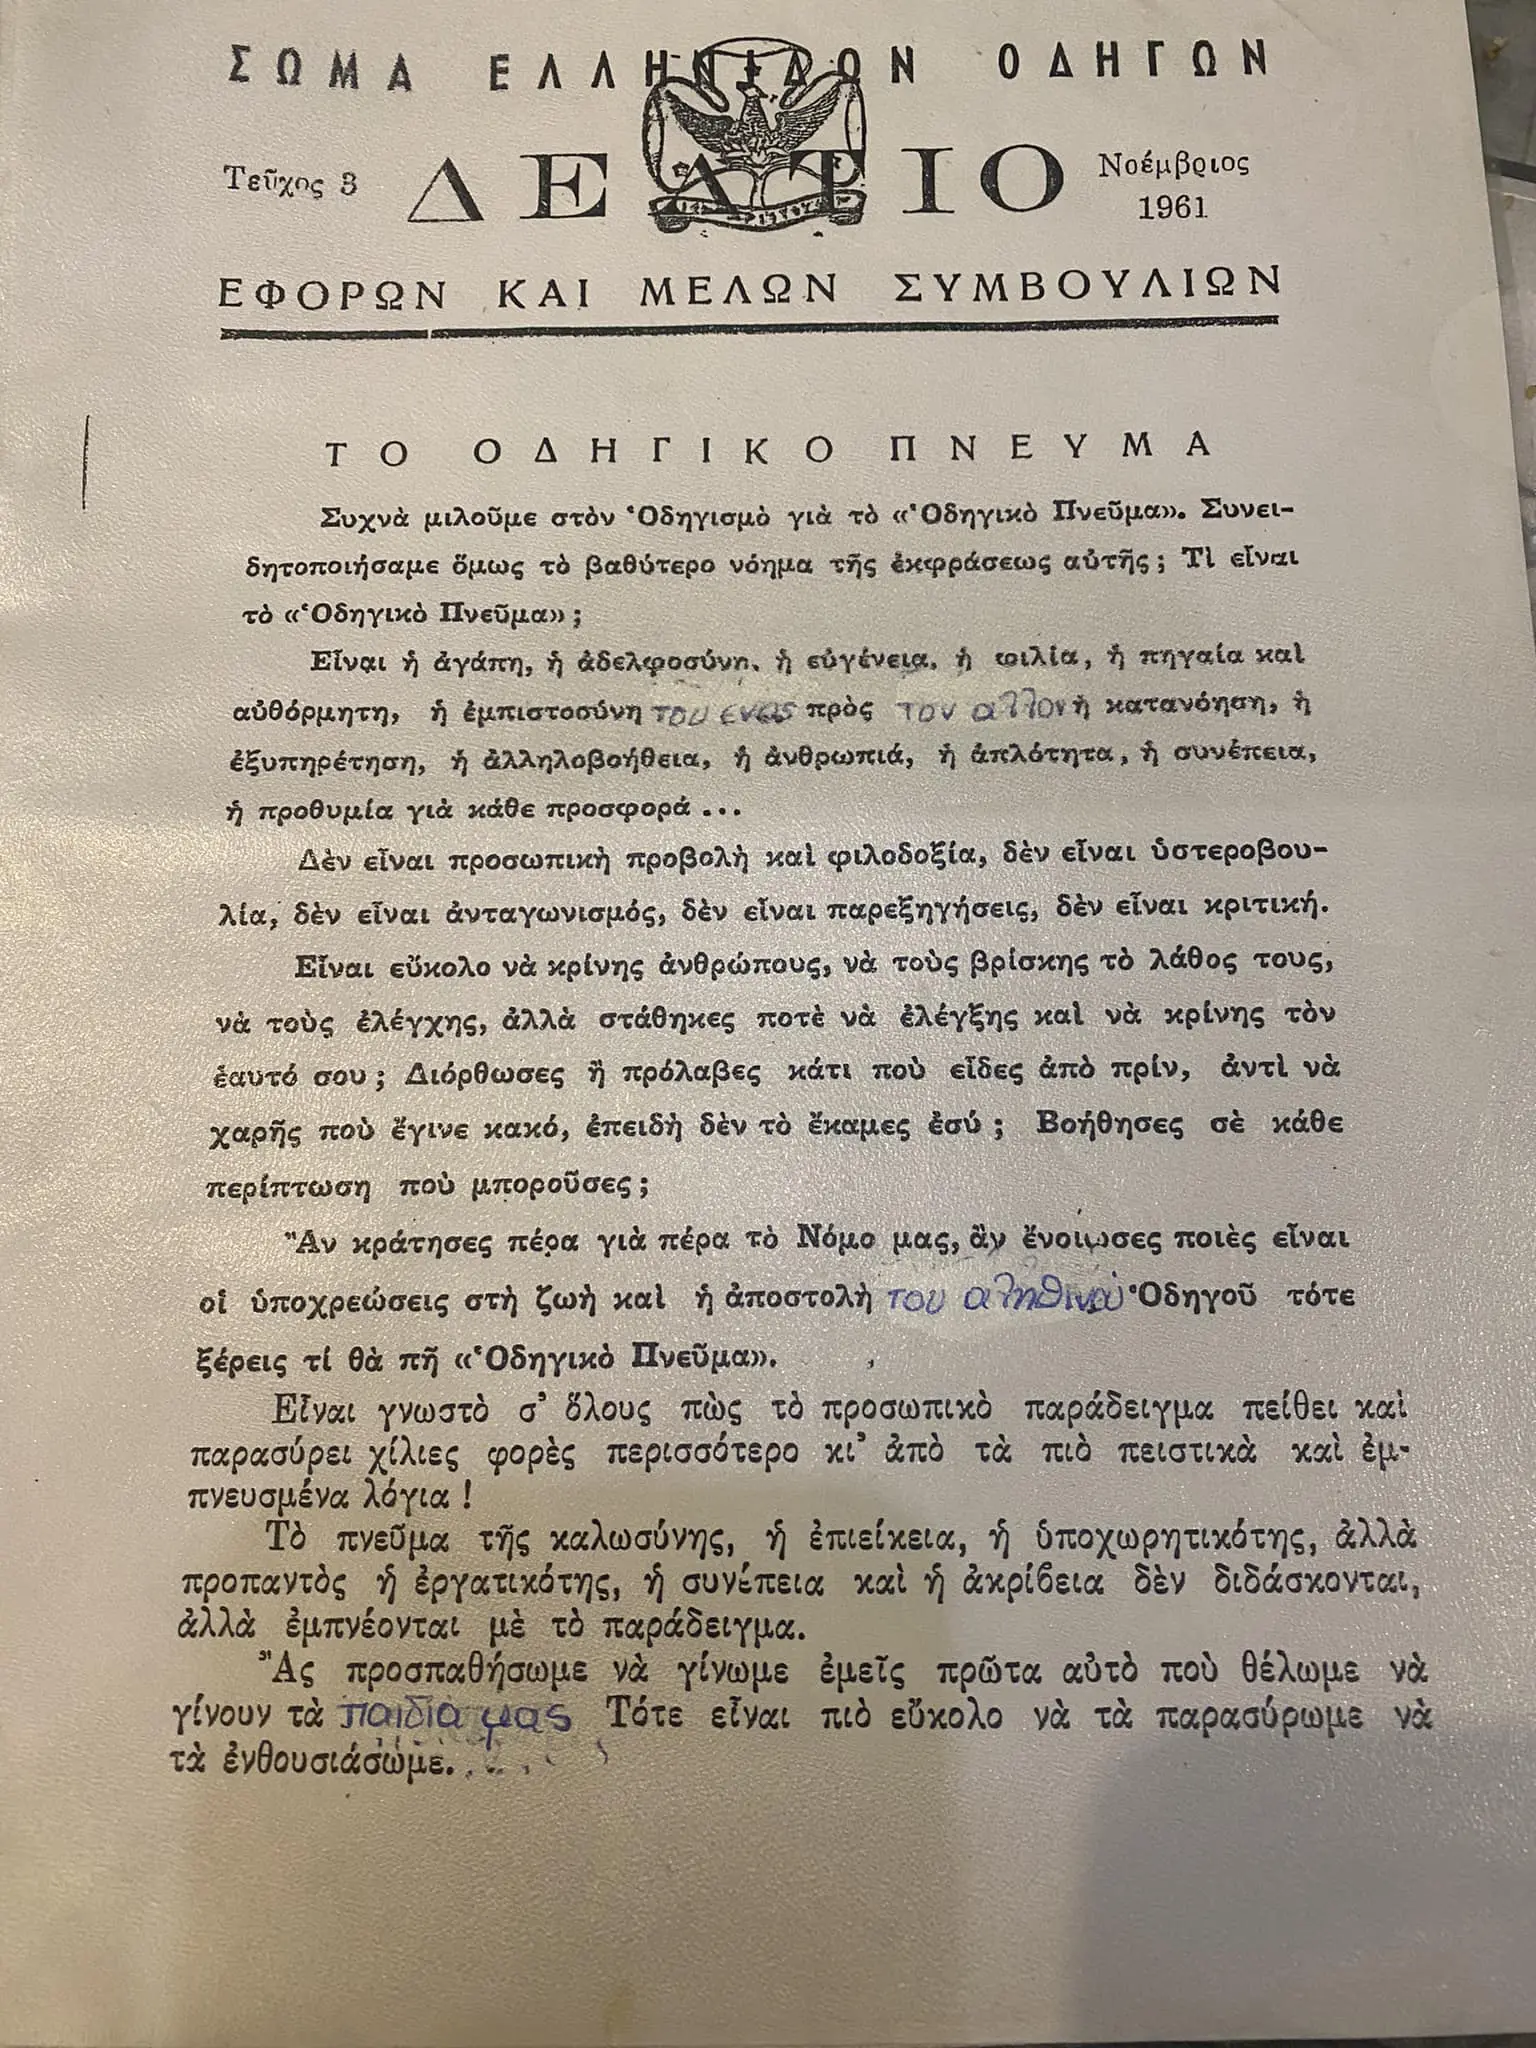 ΣΩΜΑ ΕΛΛΗΝΙΔΩΝ ΟΔΗΓΩΝ
Τεῦχος 3
ΔΕΛΤΙΟ
Νοέμβριος
1961
ΕΦΟΡΩΝ ΚΑΙ ΜΕΛΩΝ ΣΥΜΒΟΥΛΙΩΝ
ΤΟ ΟΔΗΓΙΚΟ ΠΝΕΥΜΑ
Συχνὰ μιλοῦμε στὸν Ὁδηγισμὸ γιὰ τὸ «Ὁδηγικὸ Πνεῦμα». Συνει-
δητοποιήσαμε ὅμως τὸ βαθύτερο νόημα τῆς ἐκφράσεως αὐτῆς; Τὶ εἶναι
τὸ «Ὁδηγικὸ Πνεῦμα»;
Εἶναι ἡ ἀγάπη, ἡ ἀδελφοσύνη, ἡ εὐγένεια, ἡ φιλία, ἡ πηγαία καὶ
αὐθόρμητη, ἡ ἐμπιστοσύνη του ενας πρὸς τον αλλον ἡ κατανόηση, ἡ
ἐξυπηρέτηση, ἡ ἀλληλοβοήθεια, ἡ ἀνθρωπιά, ἡ ἁπλότητα, ἡ συνέπεια,
ἡ προθυμία γιὰ κάθε προσφορά ...
Δὲν εἶναι προσωπικὴ προβολὴ καὶ φιλοδοξία, δὲν εἶναι ὑστεροβου-
λία, δὲν εἶναι ἀνταγωνισμός, δὲν εἶναι παρεξηγήσεις, δὲν εἶναι κριτική.
Εἶναι εὔκολο νὰ κρίνης ἀνθρώπους, νὰ τοὺς βρίσκης τὸ λάθος τους,
νὰ τοὺς ἐλέγχης, ἀλλὰ στάθηκες ποτὲ νὰ ἐλέγξης καὶ νὰ κρίνης τὸν
ἑαυτό σου; Διόρθωσες ἢ πρόλαβες κάτι ποὺ εἶδες ἀπὸ πρίν, ἀντὶ νὰ
χαρῆς ποὺ ἔγινε κακό, ἐπειδὴ δὲν τὸ ἔκαμες ἐσύ; Βοήθησες σὲ κάθε
περίπτωση ποὺ μποροῦσες;
Ἂν κράτησες πέρα γιὰ πέρα τὸ Νόμο μας, ἂν ἔνοιωσες ποιὲς εἶναι
οἱ ὑποχρεώσεις στὴ ζωὴ καὶ ἡ ἀποστολὴ του αληθινού Ὁδηγοῦ τότε
ξέρεις τί θὰ πῆ «Ὁδηγικὸ Πνεῦμα».
Εἶναι γνωστὸ σ' ὅλους πὼς τὸ προσωπικὸ παράδειγμα πείθει καὶ
παρασύρει χίλιες φορὲς περισσότερο κι' ἀπὸ τὰ πιὸ πειστικὰ καὶ ἐμ-
πνευσμένα λόγια!
Τὸ πνεῦμα τῆς καλωσύνης, ἡ ἐπιείκεια, ἡ ὑποχωρητικότης, ἀλλὰ
προπαντὸς ἡ ἐργατικότης, ἡ συνέπεια καὶ ἡ ἀκρίβεια δὲν διδάσκονται,
ἀλλὰ ἐμπνέονται μὲ τὸ παράδειγμα.
Ἂς προσπαθήσωμε νὰ γίνωμε ἐμεῖς πρῶτα αὐτὸ ποὺ θέλωμε νὰ
γίνουν τὰ παιδιά μας Τότε εἶναι πιὸ εὔκολο νὰ τὰ παρασύρωμε νὰ
τὰ ἐνθουσιάσωμε.